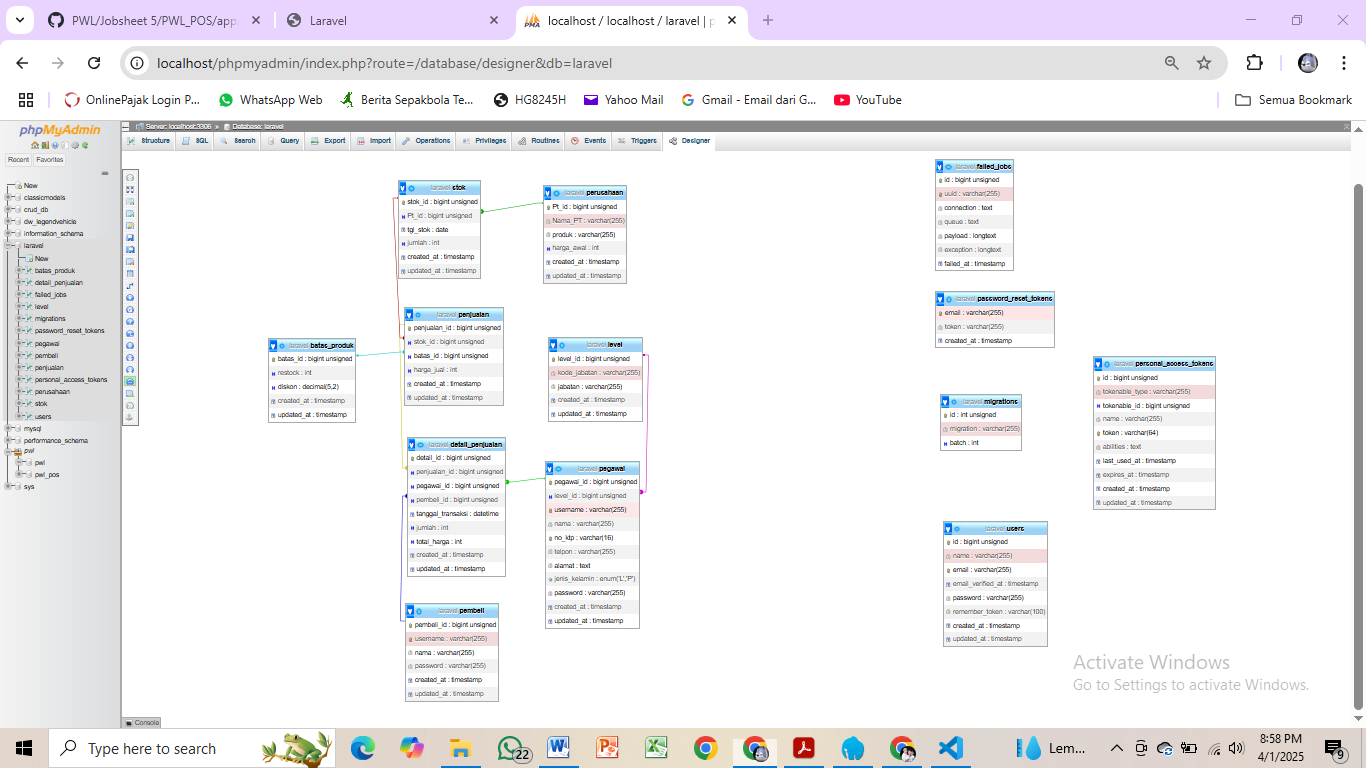 PWL/Jobsheet 5/PWL_POS/app
Laravel
localhost / localhost / laravel | p
localhost/phpmyadmin/index.php?route=/database/designer&db=laravel
OnlinePajak Login P...
WhatsApp Web
Berita Sepakbola Te...
HG8245H
Yahoo Mail
Gmail - Email dari G...
YouTube
Semua Bookmark
phpMyAdmin
Recent
Favorites
New
classicmodels
crud_db
dw_legendvehicle
information_schema
laravel
New
batas_produk
detail_penjualan
failed_jobs
level
migrations
password_reset_tokens
pegawai
pembeli
penjualan
personal_access_tokens
perusahaan
stok
users
mysql
performance_schema
pwl
pwl
pwl_pos
sys
Server: localhost:3306 » Database: laravel
Structure
SQL
Search
Query
Export
Import
Operations
Privileges
Routines
Events
Triggers
Designer
laravel stok
stok_id : bigint unsigned
Pt_id : bigint unsigned
tgl_stok : date
jumlah : int
created_at : timestamp
updated_at : timestamp
laravel perusahaan
Pt_id : bigint unsigned
Nama_PT : varchar(255)
produk : varchar(255)
harga_awal : int
created_at : timestamp
updated_at : timestamp
laravel penjualan
penjualan_id : bigint unsigned
stok_id : bigint unsigned
batas_id : bigint unsigned
harga_jual : int
created_at : timestamp
updated_at : timestamp
laravel batas_produk
batas_id : bigint unsigned
restock : int
diskon : decimal(5,2)
created_at : timestamp
updated_at : timestamp
laravel level
level_id : bigint unsigned
kode_jabatan : varchar(255)
jabatan : varchar(255)
created_at : timestamp
updated_at : timestamp
laravel detail_penjualan
detail_id : bigint unsigned
penjualan_id : bigint unsigned
pegawai_id : bigint unsigned
pembeli_id : bigint unsigned
tanggal_transaksi : datetime
jumlah : int
total_harga : int
created_at : timestamp
updated_at : timestamp
laravel pegawai
pegawai_id : bigint unsigned
level_id : bigint unsigned
username : varchar(255)
nama : varchar(255)
no_ktp : varchar(16)
telpon : varchar(255)
alamat : text
jenis_kelamin : enum('L','P')
password : varchar(255)
created_at : timestamp
updated_at : timestamp
laravel pembeli
pembeli_id : bigint unsigned
username : varchar(255)
nama : varchar(255)
password : varchar(255)
created_at : timestamp
updated_at : timestamp
laravel failed_jobs
id : bigint unsigned
uuid : varchar(255)
connection : text
queue : text
payload : longtext
exception : longtext
failed_at : timestamp
laravel password_reset_tokens
email : varchar(255)
token : varchar(255)
created_at : timestamp
laravel personal_access_tokens
id : bigint unsigned
tokenable_type : varchar(255)
tokenable_id : bigint unsigned
name : varchar(255)
token : varchar(64)
abilities : text
last_used_at : timestamp
expires_at : timestamp
created_at : timestamp
updated_at : timestamp
laravel migrations
id : int unsigned
migration : varchar(255)
batch : int
laravel users
id : bigint unsigned
name : varchar(255)
email : varchar(255)
email_verified_at : timestamp
password : varchar(255)
remember_token : varchar(100)
created_at : timestamp
updated_at : timestamp
Activate Windows
Go to Settings to activate Windows.
Console
Type here to search
22
Lem...
8:58 PM
4/1/2025
9